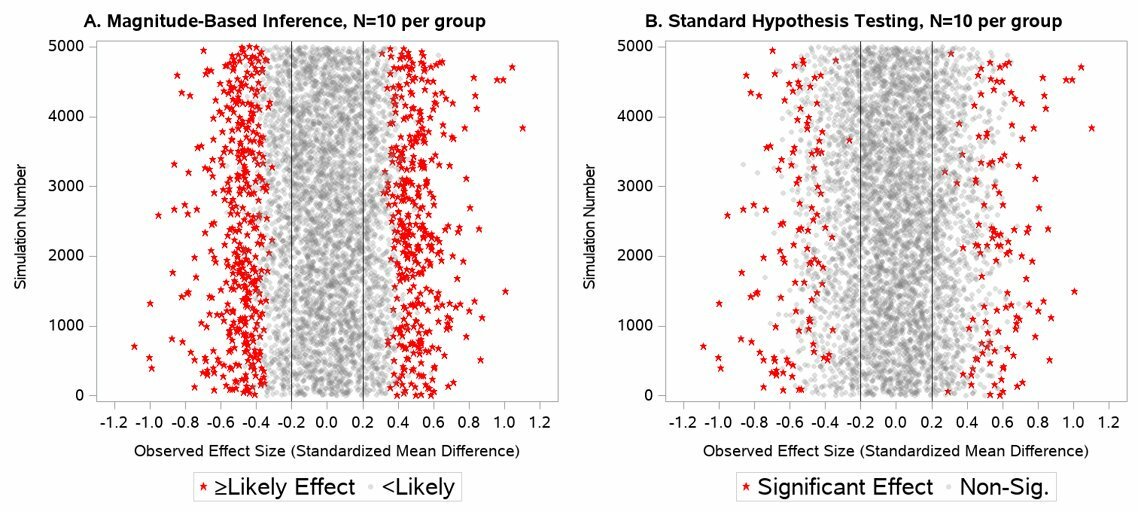 A. Magnitude-Based Inference, N=10 per group
5000
4000
3000
2000
1000
0
Simulation Number
-1.2 -1.0 -0.8 -0.6 -0.4 -0.2 0.0 0.2 0.4 0.6 0.8 1.0 1.2
Observed Effect Size (Standardized Mean Difference)
≥Likely Effect <Likely
B. Standard Hypothesis Testing, N=10 per group
5000
4000
3000
2000
1000
0
Simulation Number
-1.2 -1.0 -0.8 -0.6 -0.4 -0.2 0.0 0.2 0.4 0.6 0.8 1.0 1.2
Observed Effect Size (Standardized Mean Difference)
Significant Effect Non-Sig.